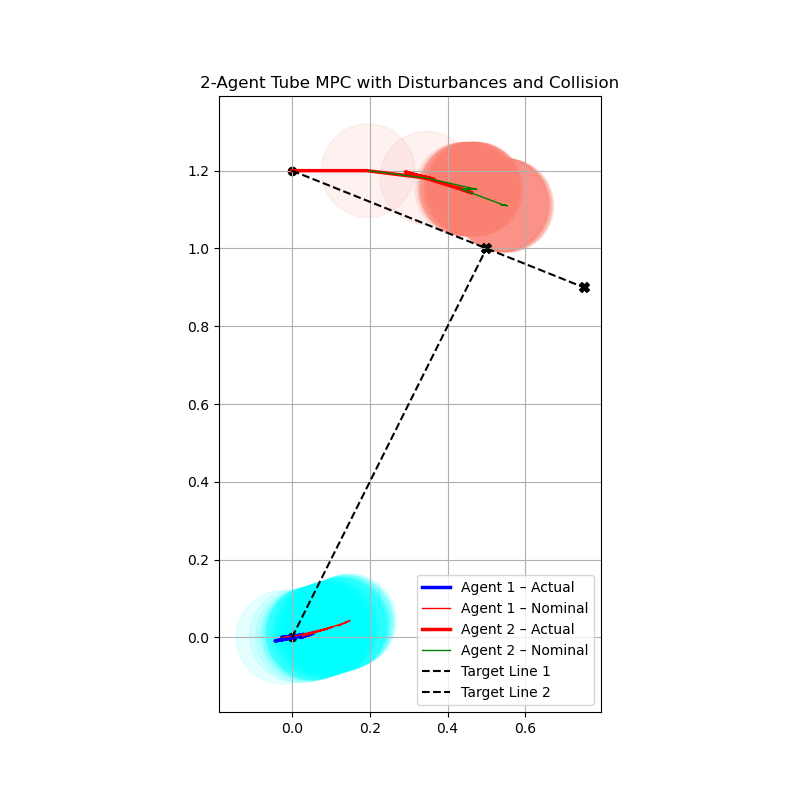 2-Agent Tube MPC with Disturbances and Collision
1.2
1.0
0.8
0.6
0.4
0.2
0.0
Agent 1 – Actual
Agent 1 – Nominal
Agent 2 – Actual
Agent 2 – Nominal
Target Line 1
Target Line 2
0.0 0.2 0.4 0.6